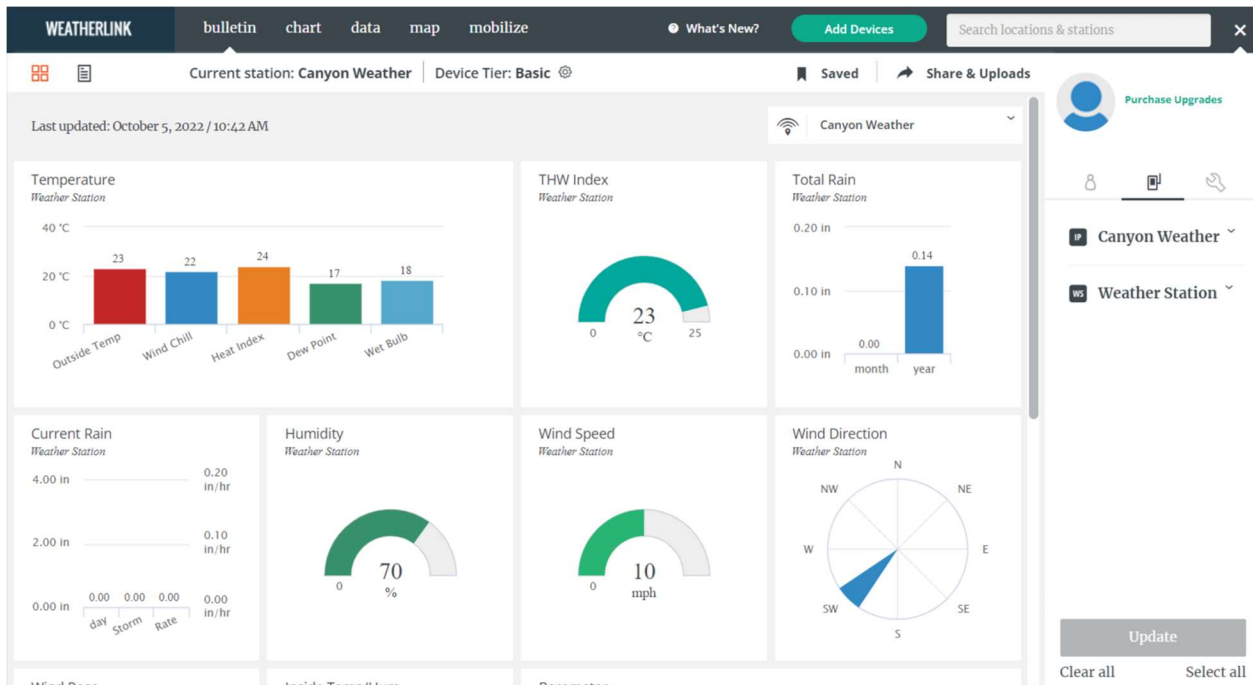 WEATHERLINK
bulletin chart data map mobilize
What's New?
Add Devices
Search locations & stations
×
Current station: Canyon Weather
Device Tier: Basic
Saved
Share & Uploads
Purchase Upgrades
Last updated: October 5, 2022 / 10:42 AM
Canyon Weather
IP Canyon Weather
WS Weather Station
Temperature
Weather Station
40 °C
20 °C
0 °C
23
22
24
17
18
Outside Temp
Wind Chill
Heat Index
Dew Point
Wet Bulb
THW Index
Weather Station
23
°C
0
25
Total Rain
Weather Station
0.20 in
0.10 in
0.00 in
0.00
0.14
month
year
Current Rain
Weather Station
4.00 in
2.00 in
0.00 in
0.20
in/hr
0.10
in/hr
0.00
in/hr
0.00 0.00 0.00
day
Storm
Rate
Humidity
Weather Station
70
%
0
Wind Speed
Weather Station
10
mph
0
Wind Direction
Weather Station
N
NE
E
SE
S
SW
W
NW
Update
Clear all
Select all